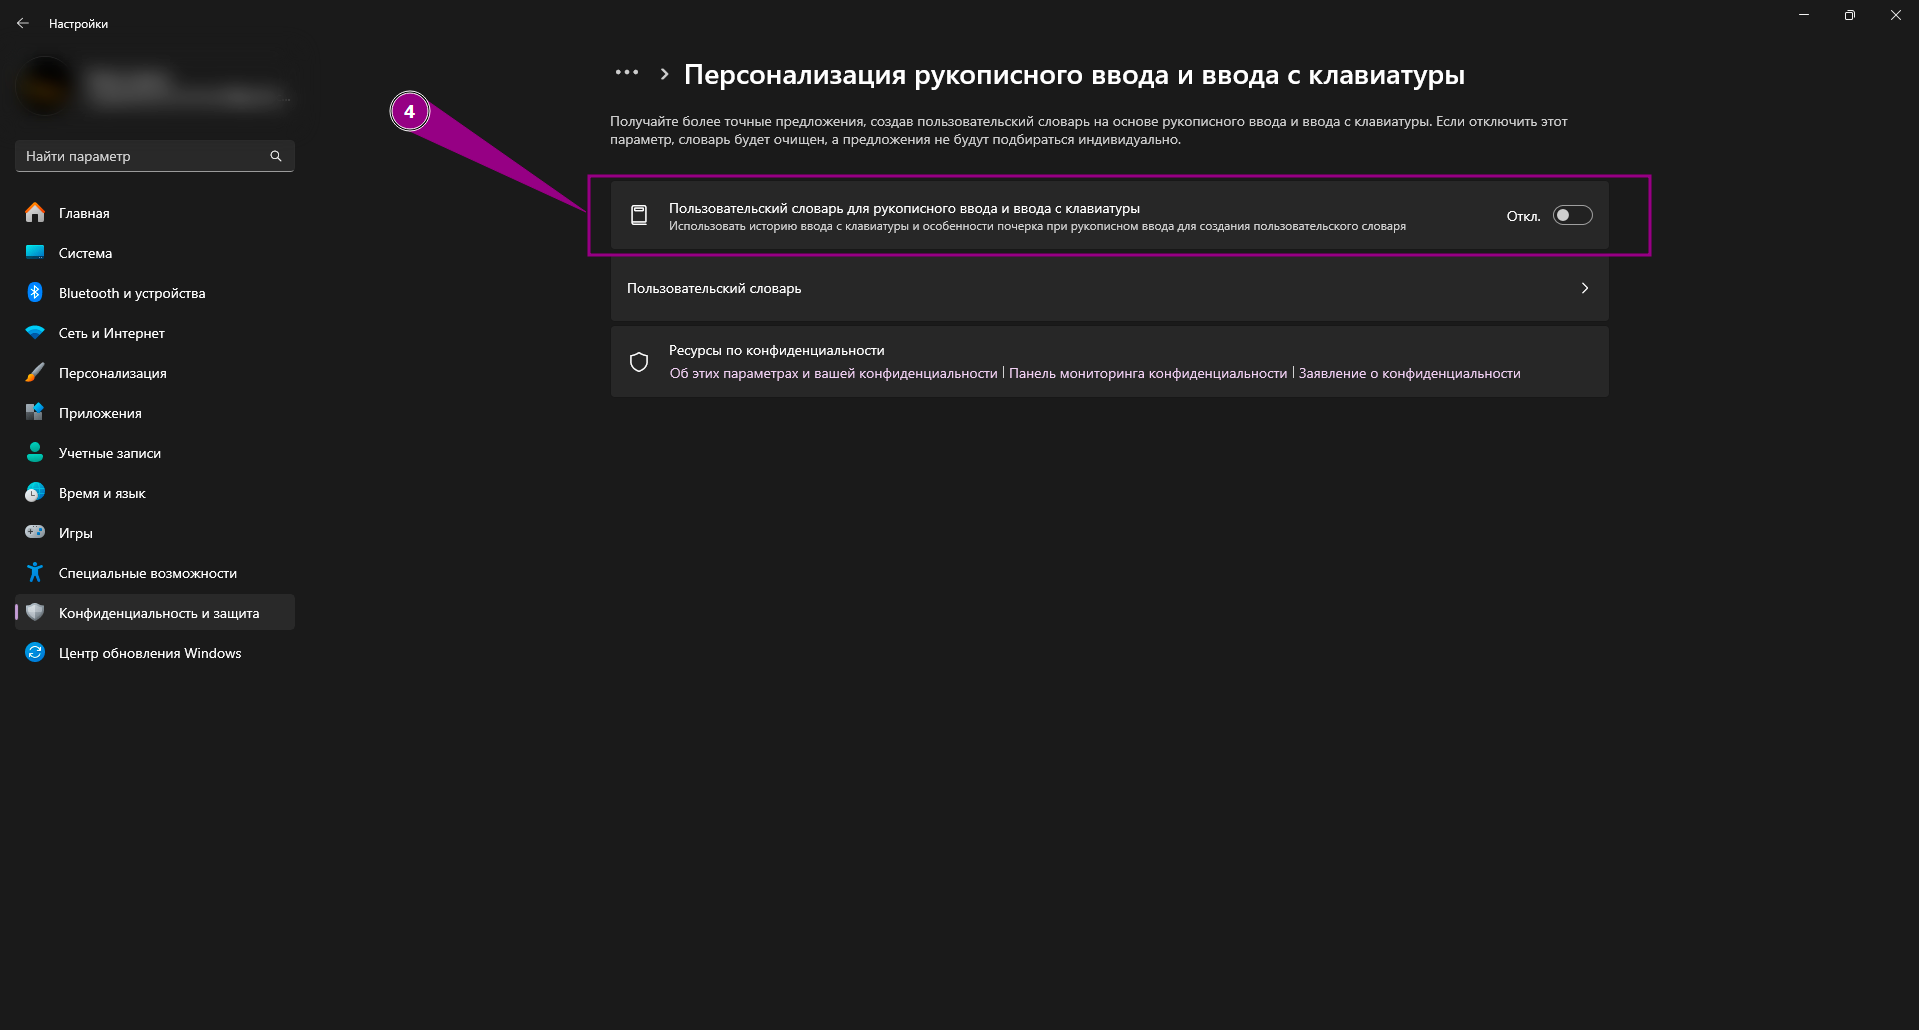 Настройки
Найти параметр
Главная
Система
Bluetooth и устройства
Сеть и Интернет
Персонализация
Приложения
Учетные записи
Время и язык
Игры
Специальные возможности
Конфиденциальность и защита
Центр обновления Windows
Персонализация рукописного ввода и ввода с клавиатуры
4
Получайте более точные предложения, создав пользовательский словарь на основе рукописного ввода и ввода с клавиатуры. Если отключить этот
параметр, словарь будет очищен, а предложения не будут подбираться индивидуально.
Пользовательский словарь для рукописного ввода и ввода с клавиатуры
Использовать историю ввода с клавиатуры и особенности почерка при рукописном ввода для создания пользовательского словаря
Откл.
Пользовательский словарь
Ресурсы по конфиденциальности
Об этих параметрах и вашей конфиденциальности | Панель мониторинга конфиденциальности | Заявление о конфиденциальности